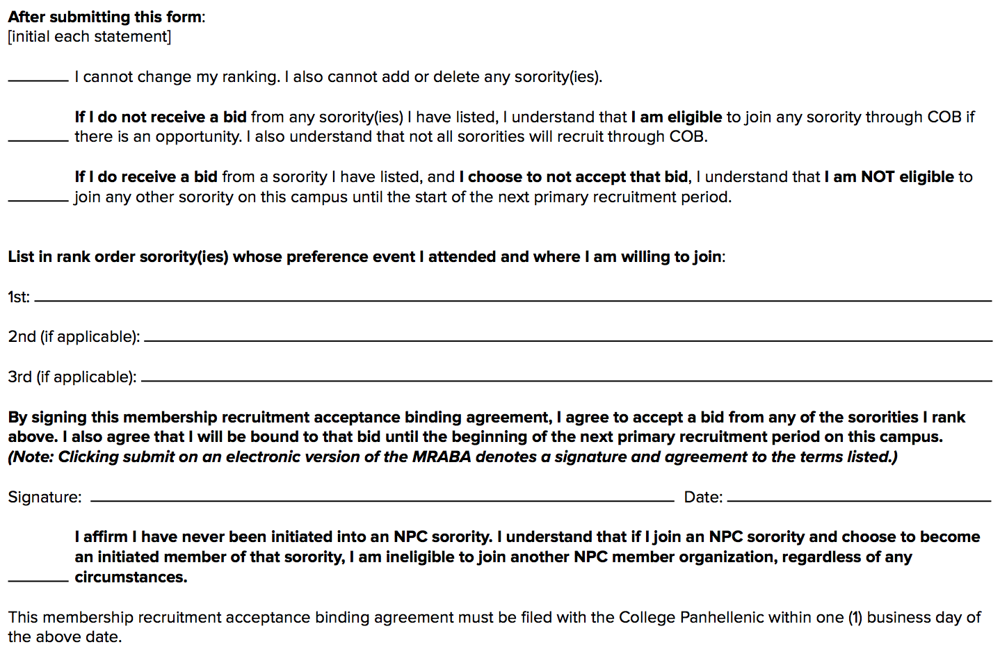 After submitting this form:
[initial each statement]
_______ I cannot change my ranking. I also cannot add or delete any sorority(ies).
If I do not receive a bid from any sorority(ies) I have listed, I understand that I am eligible to join any sorority through COB if
_______ there is an opportunity. I also understand that not all sororities will recruit through COB.
If I do receive a bid from a sorority I have listed, and I choose to not accept that bid, I understand that I am NOT eligible to
_______ join any other sorority on this campus until the start of the next primary recruitment period.
List in rank order sorority(ies) whose preference event I attended and where I am willing to join:
1st: _______
2nd (if applicable): _______
3rd (if applicable): _______
By signing this membership recruitment acceptance binding agreement, I agree to accept a bid from any of the sororities I rank
above. I also agree that I will be bound to that bid until the beginning of the next primary recruitment period on this campus.
(Note: Clicking submit on an electronic version of the MRABA denotes a signature and agreement to the terms listed.)
Signature: _______ Date: _______
I affirm I have never been initiated into an NPC sorority. I understand that if I join an NPC sorority and choose to become
an initiated member of that sorority, I am ineligible to join another NPC member organization, regardless of any
_______ circumstances.
This membership recruitment acceptance binding agreement must be filed with the College Panhellenic within one (1) business day of
the above date.